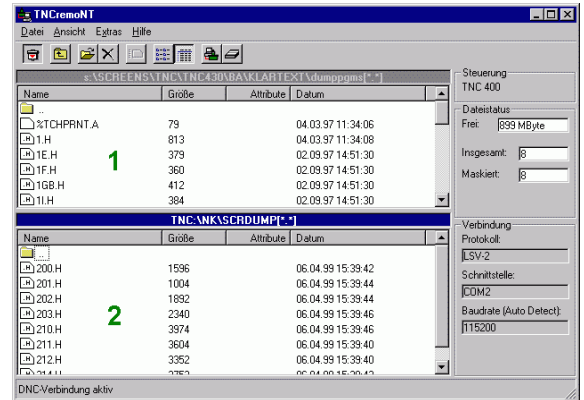 TNCremoNT
Datei Ansicht Extras Hilfe
s:\SCREENS\TNC\TNC430\BA\KLARTEXT\dumppgms[*.*]
Name Größe Attribute Datum
..
%TCHPRNT.A 79 04.03.97 11:34:06
1.H 813 04.03.97 11:34:08
1E.H 379 02.09.97 14:51:30
1F.H 360 02.09.97 14:51:30
1GB.H 412 02.09.97 14:51:30
1I.H 384 02.09.97 14:51:30
1
TNC:\NK\SCRDUMP[*.*]
Name Größe Attribute Datum
..
200.H 1596 06.04.99 15:39:42
201.H 1004 06.04.99 15:39:44
202.H 1892 06.04.99 15:39:44
203.H 2340 06.04.99 15:39:46
210.H 3974 06.04.99 15:39:46
211.H 3604 06.04.99 15:39:40
212.H 3352 06.04.99 15:39:40
214.H 2752 06.04.99 15:39:42
2
Steuerung
TNC 400
Dateistatus
Frei: 899 MByte
Insgesamt: 8
Maskiert: 8
Verbindung
Protokoll:
LSV-2
Schnittstelle:
COM2
Baudrate (Auto Detect):
115200
DNC-Verbindung aktiv